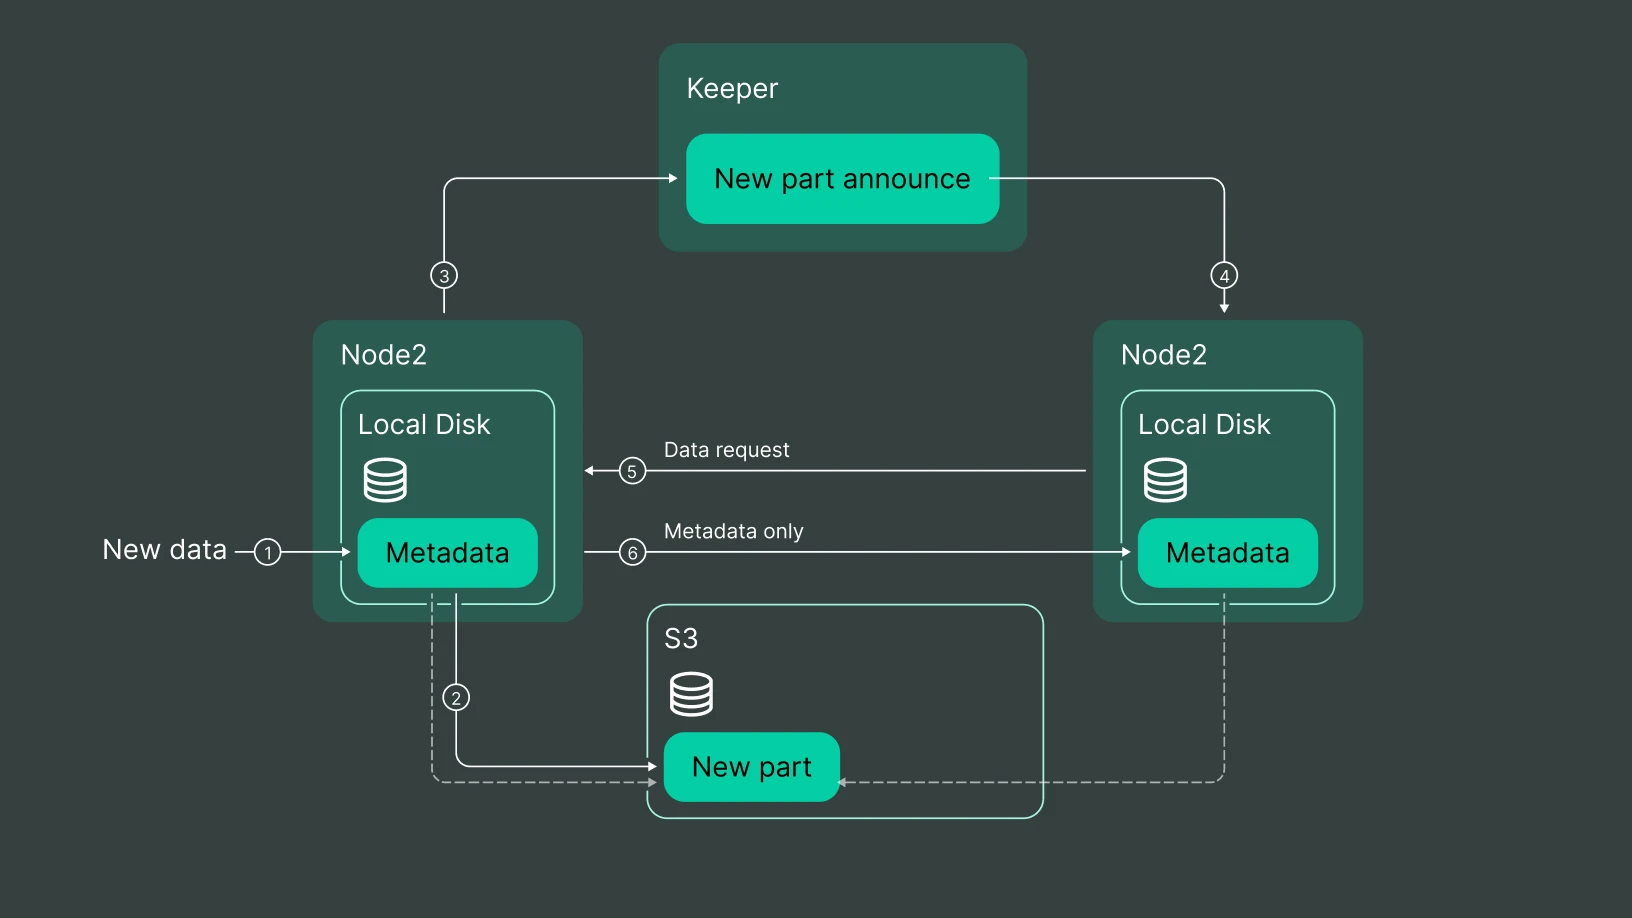 Keeper
New part announce
3
4
Node2
Node2
Local Disk
Local Disk
Data request
5
Metadata only
New data
1
Metadata
6
Metadata
S3
2
New part